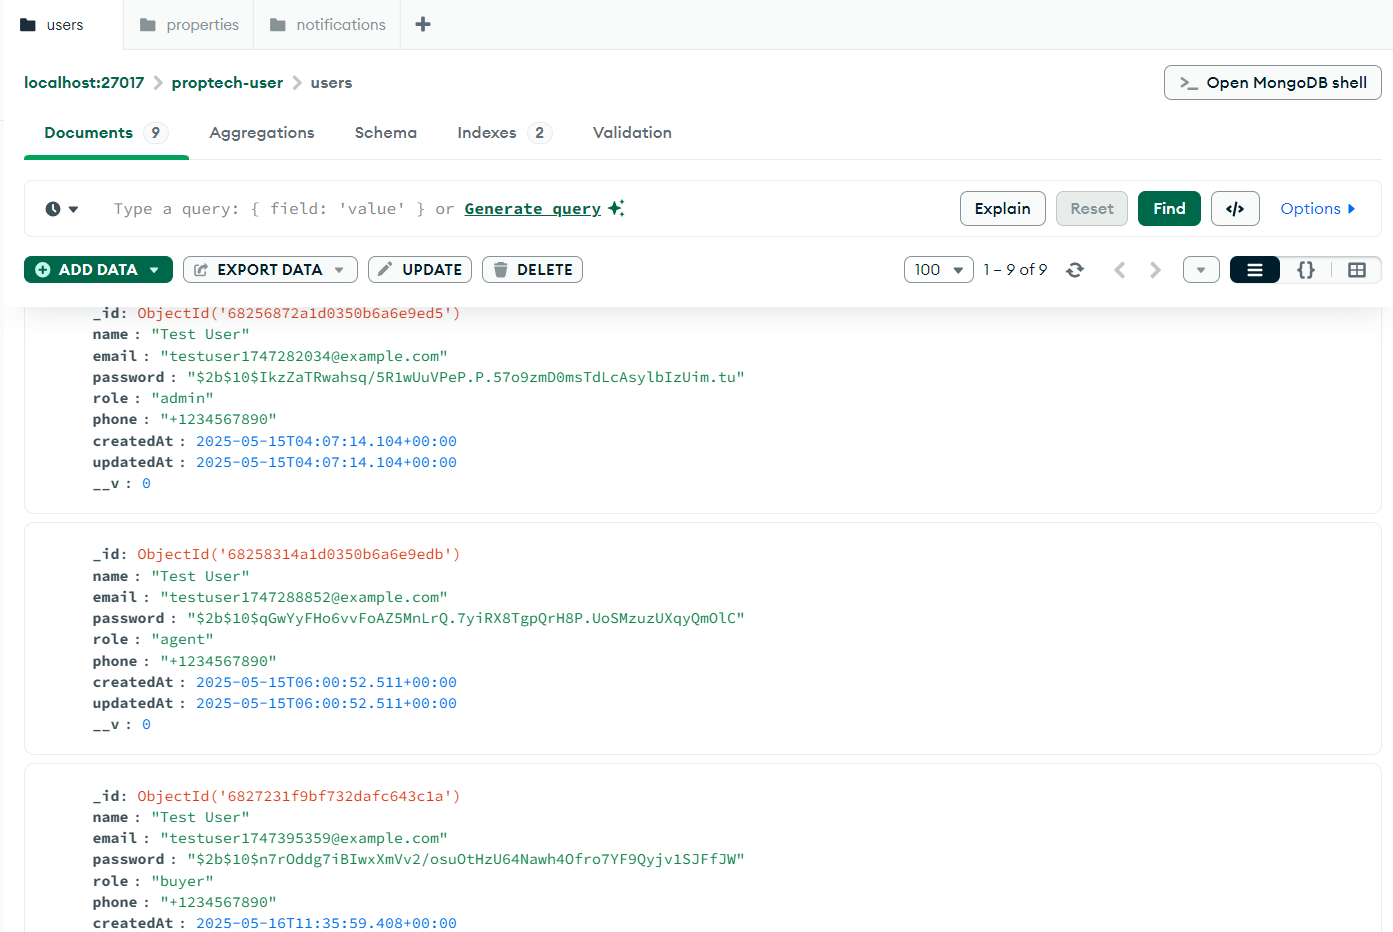 users properties notifications
localhost:27017 proptech-user users
>_ Open MongoDB shell
Documents 9 Aggregations Schema Indexes 2 Validation
Type a query: { field: 'value' } or Generate query
Explain Reset Find </> Options
ADD DATA EXPORT DATA UPDATE DELETE
100 1 – 9 of 9 {}
_id: ObjectId('68256872a1d0350b6a6e9ed5')
name : "Test User"
email : "testuser1747282034@example.com"
password : "$2b$10$IkzZaTRwahsq/5R1wUuVPeP.P.57o9zmD0msTdLcAsylbIzUim.tu"
role : "admin"
phone : "+1234567890"
createdAt : 2025-05-15T04:07:14.104+00:00
updatedAt : 2025-05-15T04:07:14.104+00:00
__v : 0
_id: ObjectId('68258314a1d0350b6a6e9edb')
name : "Test User"
email : "testuser1747288852@example.com"
password : "$2b$10$qGwYyFHo6vvFoAZ5MnLrQ.7yiRX8TgpQrH8P.UoSMzuzUXqyQmOlC"
role : "agent"
phone : "+1234567890"
createdAt : 2025-05-15T06:00:52.511+00:00
updatedAt : 2025-05-15T06:00:52.511+00:00
__v : 0
_id: ObjectId('6827231f9bf732dafc643c1a')
name : "Test User"
email : "testuser1747395359@example.com"
password : "$2b$10$n7rOddg7iBIwxXmVv2/osuOtHzU64Nawh4Ofro7YF9Qyjv1SJFfJW"
role : "buyer"
phone : "+1234567890"
createdAt : 2025-05-16T11:35:59.408+00:00